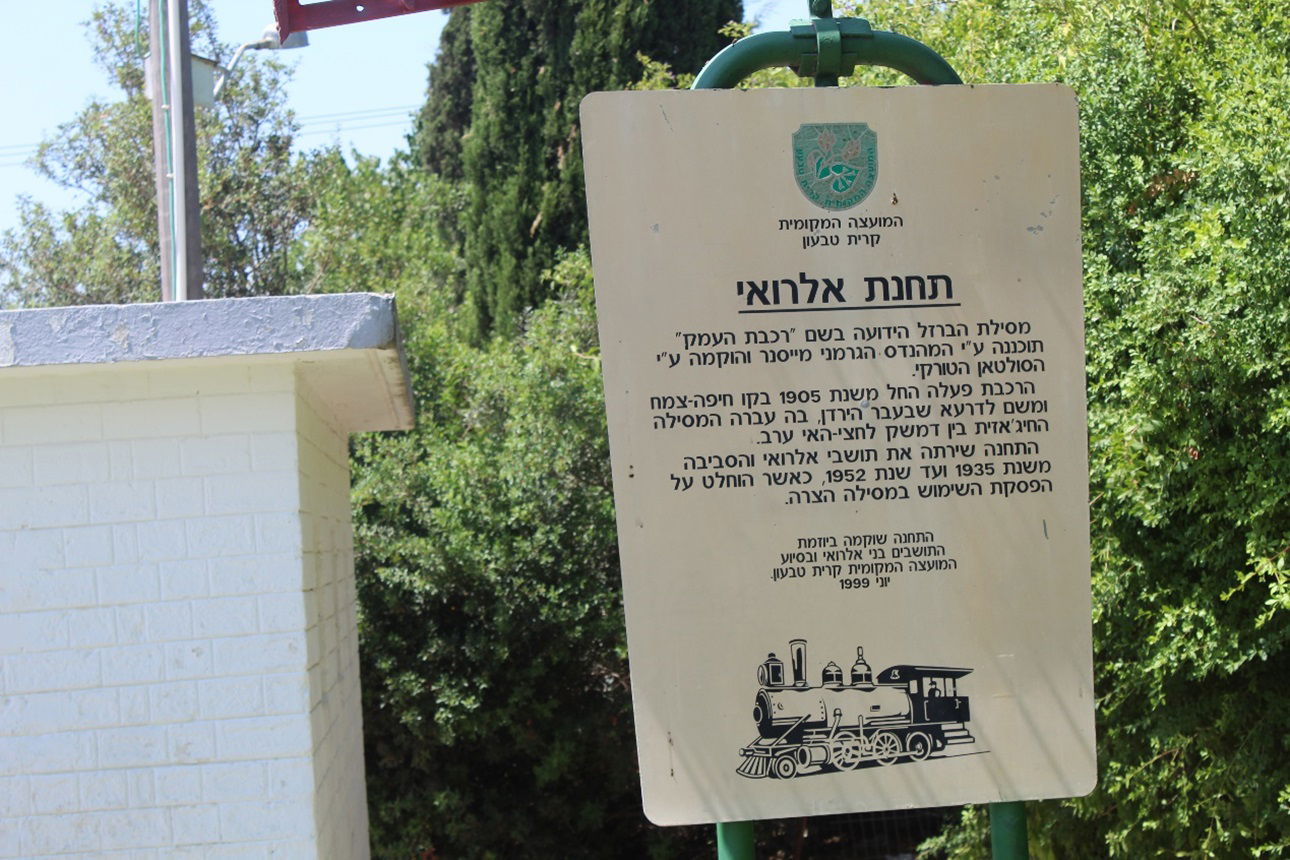 המועצה המקומית
קרית טבעון
תחנת אלרואי
מסילת הברזל הידועה בשם "רכבת העמק"
תוכננה ע"י המהנדס הגרמני מייסנר והוקמה ע"י
הסולטאן הטורקי.
הרכבת פעלה החל משנת 1905 בקו חיפה-צמח
ומשם לדרעא שבעבר הירדן, בה עברה המסילה
החיג'אזית בין דמשק לחצי-האי ערב.
התחנה שירתה את תושבי אלרואי והסביבה
משנת 1935 ועד שנת 1952, כאשר הוחלט על
הפסקת השימוש במסילה הצרה.
התחנה שוקמה ביוזמת
התושבים בני אלרואי ובסיוע
המועצה המקומית קרית טבעון.
יוני 1999